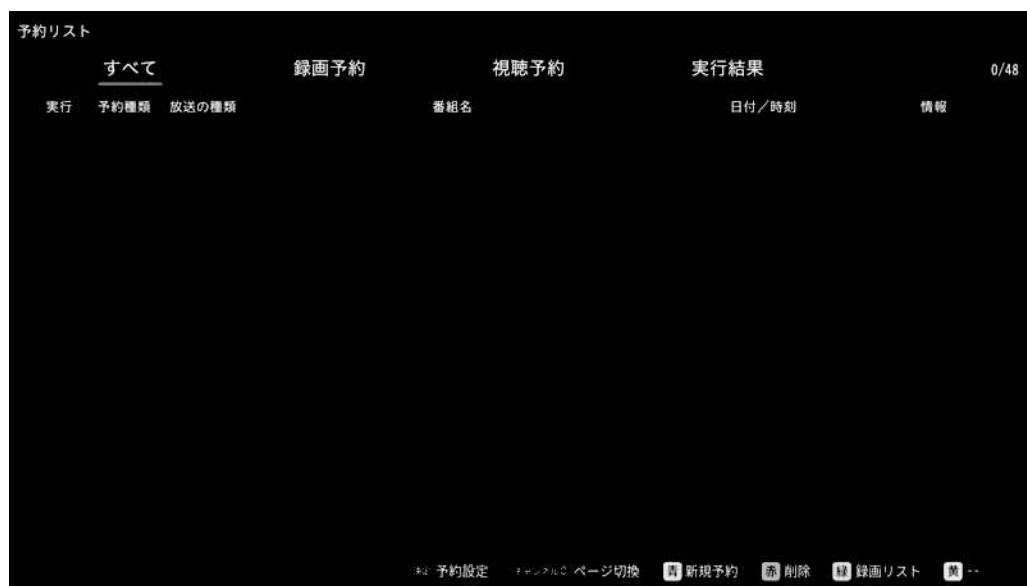 予約リスト
すべて 録画予約 視聴予約 実行結果 0/48
実行 予約種類 放送の種類 番組名 日付/時刻 情報
予約設定 ページ切換 青 新規予約 赤 削除 緑 録画リスト 黄 --